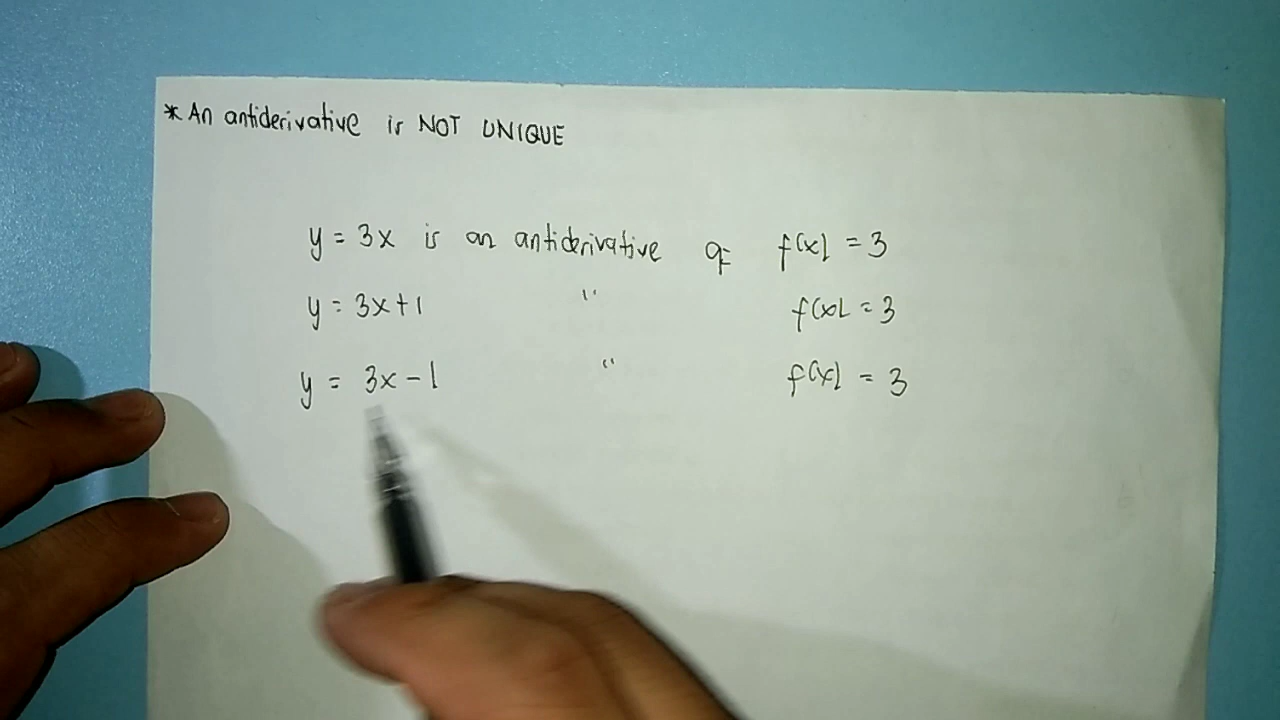 * An antiderivative is NOT UNIQUE
y = 3x is an antiderivative of f(x) = 3
y = 3x+1 " f(x) = 3
y = 3x-1 " f(x) = 3